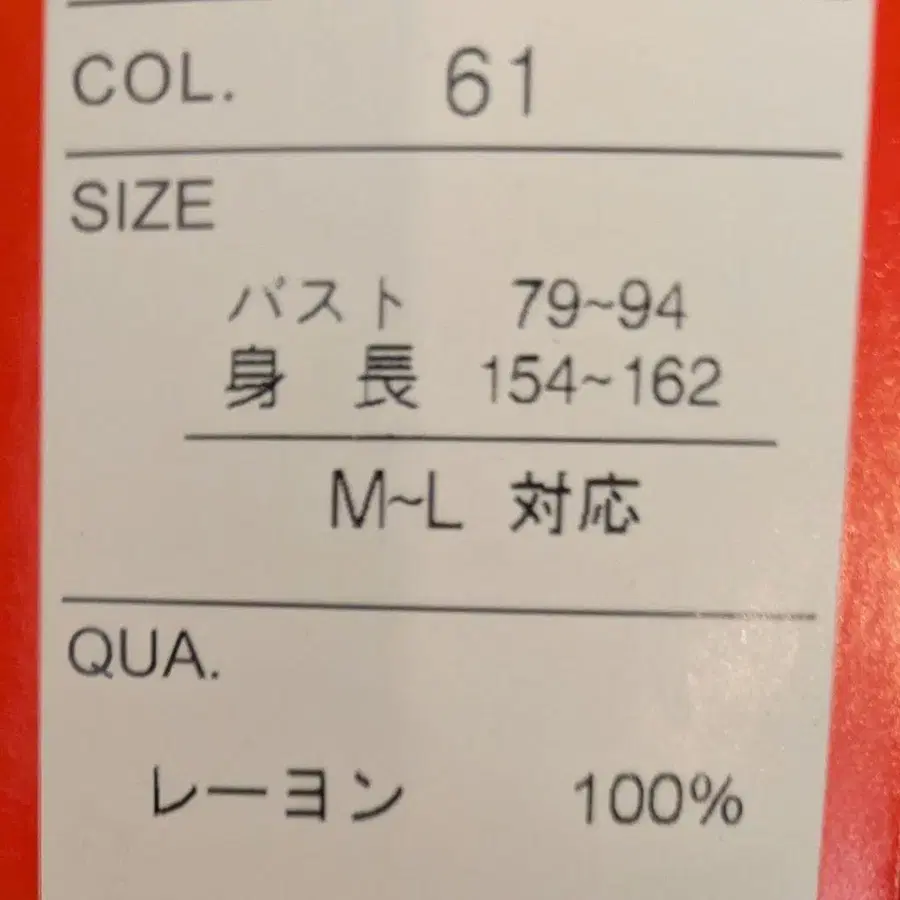 COL. 61
SIZE
バスト 79~94
身 長 154~162
M~L 対応
QUA.
レーヨン 100%